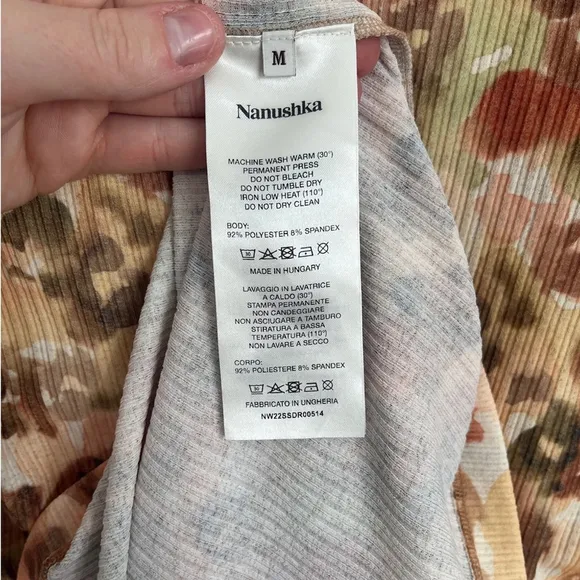 M
Nanushka
MACHINE WASH WARM (30°)
PERMANENT PRESS
DO NOT BLEACH
DO NOT TUMBLE DRY
IRON LOW HEAT (110°)
DO NOT DRY CLEAN
BODY:
92% POLYESTER 8% SPANDEX
30
MADE IN HUNGARY
LAVAGGIO IN LAVATRICE
A CALDO (30°)
STAMPA PERMANENTE
NON CANDEGGIARE
NON ASCIUGARE A TAMBURO
STIRATURA A BASSA
TEMPERATURA (110°)
NON LAVARE A SECCO
CORPO:
92% POLIESTERE 8% SPANDEX
30
FABBRICATO IN UNGHERIA
NW22SSDR00514